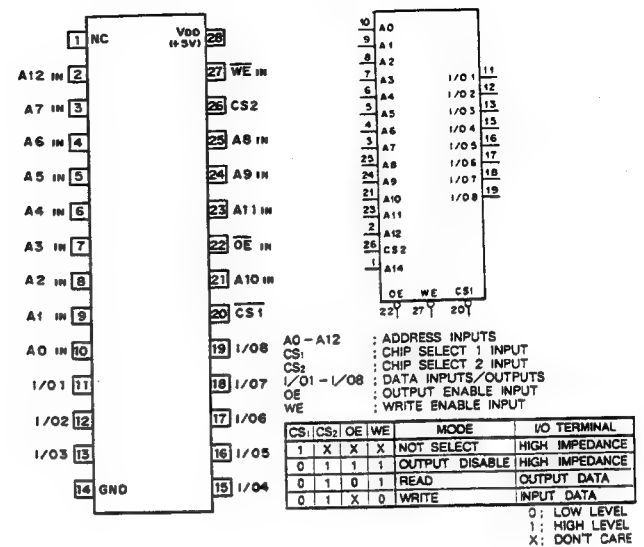 1 NC VDD (+5V) 28
A12 IN 2 27 WE IN
A7 IN 3 26 CS2
A6 IN 4 25 A8 IN
A5 IN 5 24 A9 IN
A4 IN 6 23 A11 IN
A3 IN 7 22 OE IN
A2 IN 8 21 A10 IN
A1 IN 9 20 CS1
A0 IN 10 19 I/O8
I/O1 11 18 I/O7
I/O2 12 17 I/O6
I/O3 13 16 I/O5
14 GND 15 I/O4
10 A0
9 A1
8 A2
7 A3 I/O1 11
6 A4 I/O2 12
5 A5 I/O3 13
4 A6 I/O4 15
3 A7 I/O5 16
25 A8 I/O6 17
24 A9 I/O7 18
21 A10 I/O8 19
23 A11
2 A12
26 CS2
1 A14
OE WE CS1
22 27 20
A0-A12 : ADDRESS INPUTS
CS1 : CHIP SELECT 1 INPUT
CS2 : CHIP SELECT 2 INPUT
I/O1-I/O8 : DATA INPUTS/OUTPUTS
OE : OUTPUT ENABLE INPUT
WE : WRITE ENABLE INPUT
CS1 CS2 OE WE MODE I/O TERMINAL
1 X X X NOT SELECT HIGH IMPEDANCE
0 1 1 1 OUTPUT DISABLE HIGH IMPEDANCE
0 1 0 1 READ OUTPUT DATA
0 1 X 0 WRITE INPUT DATA
0; LOW LEVEL
1; HIGH LEVEL
X; DON'T CARE